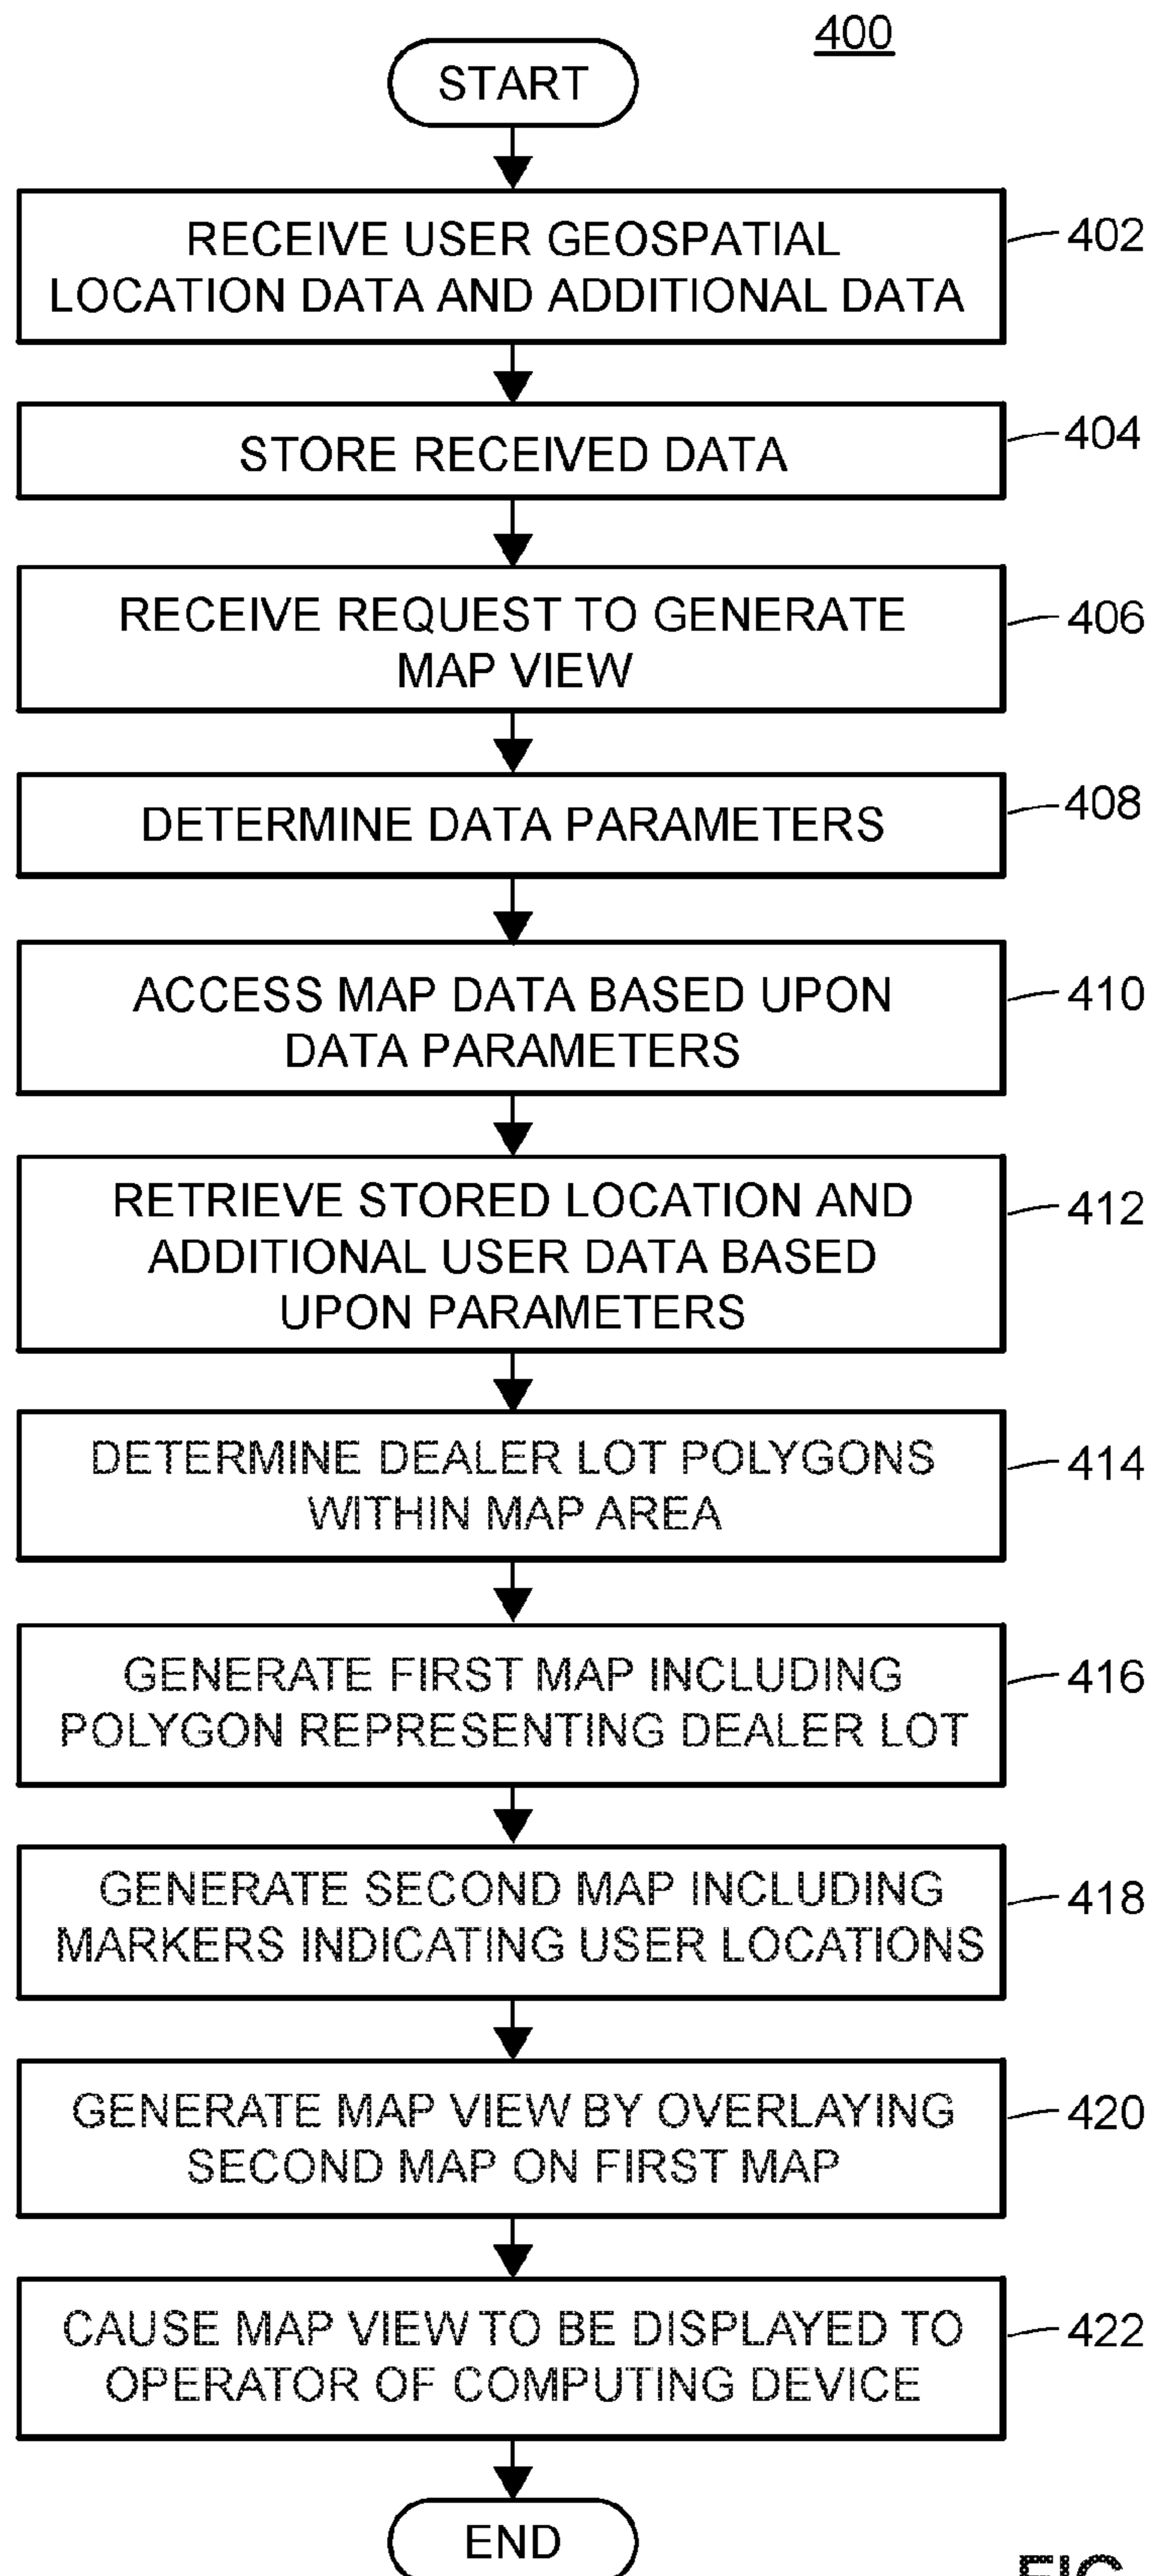 400
START
RECEIVE USER GEOSPATIAL
LOCATION DATA AND ADDITIONAL DATA
402
STORE RECEIVED DATA
404
RECEIVE REQUEST TO GENERATE
MAP VIEW
406
DETERMINE DATA PARAMETERS
408
ACCESS MAP DATA BASED UPON
DATA PARAMETERS
410
RETRIEVE STORED LOCATION AND
ADDITIONAL USER DATA BASED
UPON PARAMETERS
412
DETERMINE DEALER LOT POLYGONS
WITHIN MAP AREA
414
GENERATE FIRST MAP INCLUDING
POLYGON REPRESENTING DEALER LOT
416
GENERATE SECOND MAP INCLUDING
MARKERS INDICATING USER LOCATIONS
418
GENERATE MAP VIEW BY OVERLAYING
SECOND MAP ON FIRST MAP
420
CAUSE MAP VIEW TO BE DISPLAYED TO
OPERATOR OF COMPUTING DEVICE
422
END